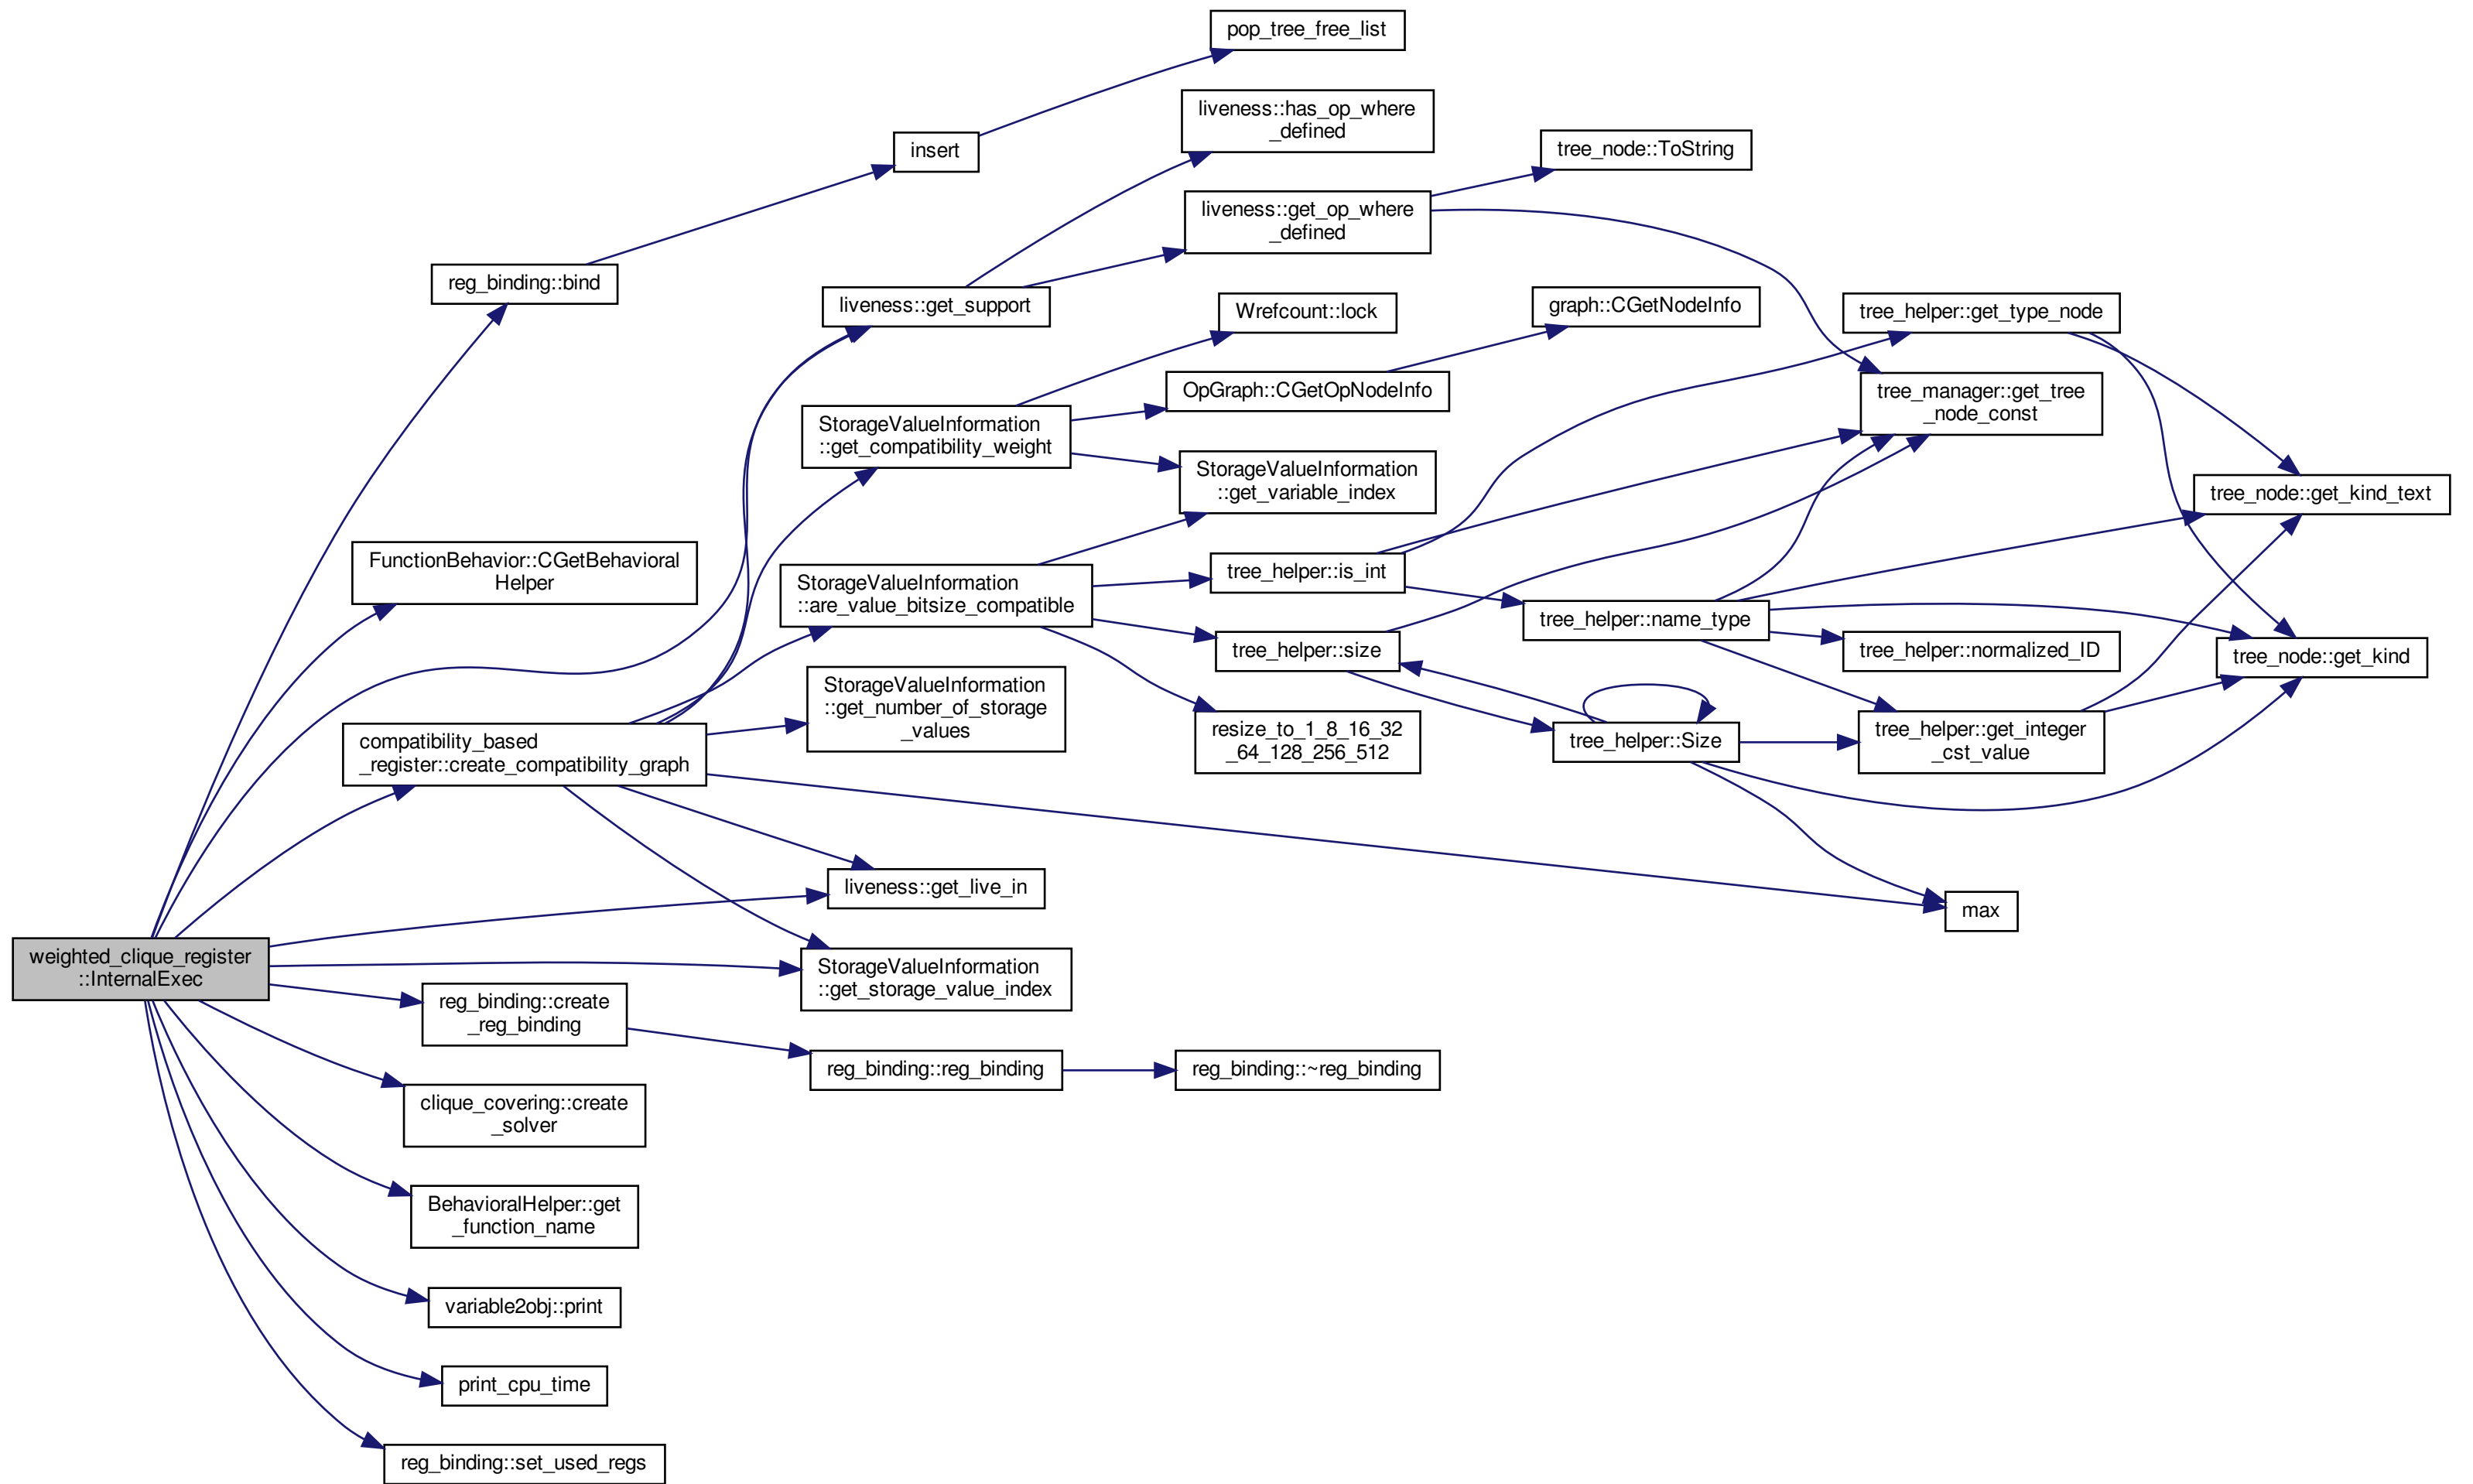 pop_tree_free_list
liveness::has_op_where
_defined
insert
tree_node::ToString
liveness::get_op_where
_defined
reg_binding::bind
liveness::get_support
Wrefcount::lock
graph::CGetNodeInfo
tree_helper::get_type_node
OpGraph::CGetOpNodeInfo
tree_manager::get_tree
_node_const
StorageValueInformation
::get_compatibility_weight
StorageValueInformation
::get_variable_index
tree_node::get_kind_text
FunctionBehavior::CGetBehavioral
Helper
StorageValueInformation
::are_value_bitsize_compatible
tree_helper::is_int
tree_helper::name_type
tree_helper::size
tree_helper::normalized_ID
tree_node::get_kind
StorageValueInformation
::get_number_of_storage
_values
compatibility_based
_register::create_compatibility_graph
resize_to_1_8_16_32
_64_128_256_512
tree_helper::Size
tree_helper::get_integer
_cst_value
liveness::get_live_in
max
weighted_clique_register
::InternalExec
StorageValueInformation
::get_storage_value_index
reg_binding::create
_reg_binding
reg_binding::reg_binding
reg_binding::~reg_binding
clique_covering::create
_solver
BehavioralHelper::get
_function_name
variable2obj::print
print_cpu_time
reg_binding::set_used_regs